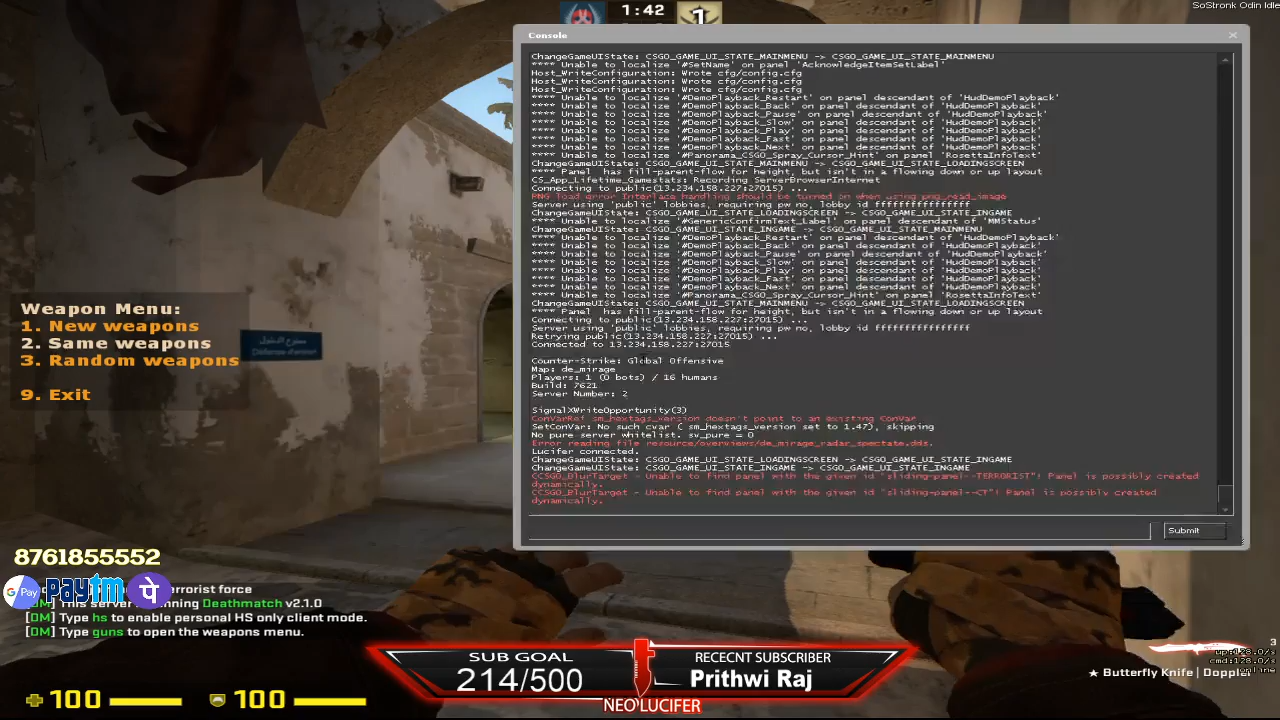 SoStronk Odin Idle
1:42
1
Console
ChangeGameUIState: CSGO_GAME_UI_STATE_MAINMENU -> CSGO_GAME_UI_STATE_MAINMENU
**** Unable to localize '#SetName' on panel 'AcknowledgeItemSetLabel'
Host_WriteConfiguration: Wrote cfg/config.cfg
Host_WriteConfiguration: Wrote cfg/config.cfg
Host_WriteConfiguration: Wrote cfg/config.cfg
**** Unable to localize '#DemoPlayback_Restart' on panel descendant of 'HudDemoPlayback'
**** Unable to localize '#DemoPlayback_Back' on panel descendant of 'HudDemoPlayback'
**** Unable to localize '#DemoPlayback_Pause' on panel descendant of 'HudDemoPlayback'
**** Unable to localize '#DemoPlayback_Slow' on panel descendant of 'HudDemoPlayback'
**** Unable to localize '#DemoPlayback_Play' on panel descendant of 'HudDemoPlayback'
**** Unable to localize '#DemoPlayback_Fast' on panel descendant of 'HudDemoPlayback'
**** Unable to localize '#DemoPlayback_Next' on panel descendant of 'HudDemoPlayback'
**** Unable to localize '#Panorama_CSGO_Spray_Cursor_Hint' on panel 'RosettaInfoText'
ChangeGameUIState: CSGO_GAME_UI_STATE_MAINMENU -> CSGO_GAME_UI_STATE_LOADINGSCREEN
**** Panel  has fill-parent-flow for height, but isn't in a flowing down or up layout
CS_App_Lifetime_Gamestats: Recording ServerBrowserInternet
Connecting to public(13.234.158.227:27015) ...
PNG load error Interlace handling should be turned on when using png_read_image
Server using 'public' lobbies, requiring pw no, lobby id ffffffffffffffff
ChangeGameUIState: CSGO_GAME_UI_STATE_LOADINGSCREEN -> CSGO_GAME_UI_STATE_INGAME
**** Unable to localize '#GenericConfirmText_Label' on panel descendant of 'MMStatus'
ChangeGameUIState: CSGO_GAME_UI_STATE_INGAME -> CSGO_GAME_UI_STATE_MAINMENU
**** Unable to localize '#DemoPlayback_Restart' on panel descendant of 'HudDemoPlayback'
**** Unable to localize '#DemoPlayback_Back' on panel descendant of 'HudDemoPlayback'
**** Unable to localize '#DemoPlayback_Pause' on panel descendant of 'HudDemoPlayback'
**** Unable to localize '#DemoPlayback_Slow' on panel descendant of 'HudDemoPlayback'
**** Unable to localize '#DemoPlayback_Play' on panel descendant of 'HudDemoPlayback'
**** Unable to localize '#DemoPlayback_Fast' on panel descendant of 'HudDemoPlayback'
**** Unable to localize '#DemoPlayback_Next' on panel descendant of 'HudDemoPlayback'
**** Unable to localize '#Panorama_CSGO_Spray_Cursor_Hint' on panel 'RosettaInfoText'
ChangeGameUIState: CSGO_GAME_UI_STATE_MAINMENU -> CSGO_GAME_UI_STATE_LOADINGSCREEN
**** Panel  has fill-parent-flow for height, but isn't in a flowing down or up layout
Connecting to public(13.234.158.227:27015) ...
Server using 'public' lobbies, requiring pw no, lobby id ffffffffffffffff
Retrying public(13.234.158.227:27015) ...
Connected to 13.234.158.227:27015
Counter-Strike: Global Offensive
Map: de_mirage
Players: 1 (0 bots) / 16 humans
Build: 7621
Server Number: 2
SignalXWriteOpportunity(3)
ConVarRef sm_hextags_version doesn't point to an existing ConVar
SetConVar: No such cvar ( sm_hextags_version set to 1.47), skipping
No pure server whitelist. sv_pure = 0
Error reading file resource/overviews/de_mirage_radar_spectate.dds.
Lucifer connected.
ChangeGameUIState: CSGO_GAME_UI_STATE_LOADINGSCREEN -> CSGO_GAME_UI_STATE_INGAME
ChangeGameUIState: CSGO_GAME_UI_STATE_INGAME -> CSGO_GAME_UI_STATE_INGAME
CCSGO_BlurTarget - Unable to find panel with the given id "sliding-panel--TERRORIST"! Panel is possibly created
dynamically.
CCSGO_BlurTarget - Unable to find panel with the given id "sliding-panel--CT"! Panel is possibly created
dynamically.
Submit
Weapon Menu:
1. New weapons
2. Same weapons
3. Random weapons
9. Exit
8761855552
G Pay paytm पे
errorist force
[DM] This server nning Deathmatch v2.1.0
[DM] Type hs to enable personal HS only client mode.
[DM] Type guns to open the weapons menu.
100
100
SUB GOAL
214/500
RECECNT SUBSCRIBER
Prithwi Raj
NEO LUCIFER
3
up:128.0/s
cmd:128.0/s
online
★ Butterfly Knife | Doppler